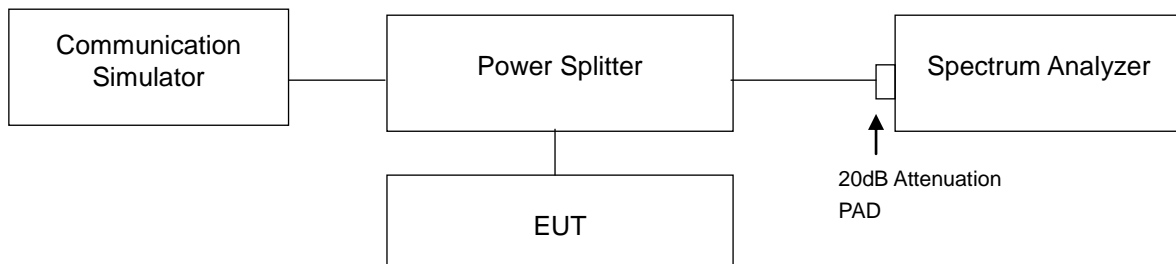 Communication
Simulator
Power Splitter
Spectrum Analyzer
20dB Attenuation
PAD
EUT